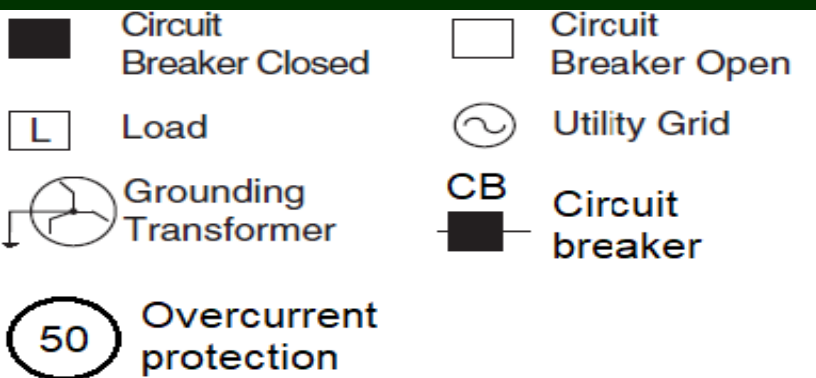 Circuit
Breaker Closed
Circuit
Breaker Open
L
Load
Utility Grid
Grounding
Transformer
CB
Circuit
breaker
50
Overcurrent
protection